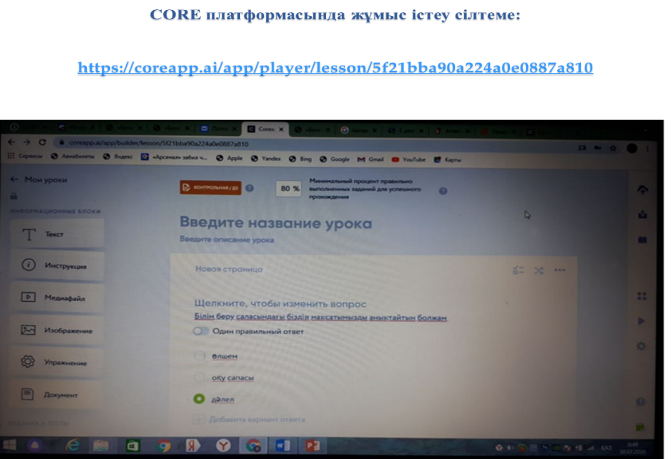 CORE платформасында жұмыс істеу сілтеме:
https://coreapp.ai/app/player/lesson/5f21bba90a224a0e0887a810
coreapp.ai/app/builder/lesson/5f21bba90a224a0e0887a810
Сервисы Авиабилеты Яндекс «Арсенал» забил ч... Apple Yandex Bing Google Gmail YouTube Карты
← Мои уроки
КОНТРОЛЬНАЯ / ДЗ
80 %
Минимальный процент правильно
выполненных заданий для успешного
прохождения
ИНФОРМАЦИОННЫЕ БЛОКИ
Введите название урока
Введите описание урока
Текст
Инструкция
Медиафайл
Изображение
Упражнение
Документ
Новая страница
Щелкните, чтобы изменить вопрос
Білім беру саласындағы біздің мақсатымызды анықтайтын болжам
Один правильный ответ
өлшем
оқу сапасы
дәлел
Добавить вариант ответа